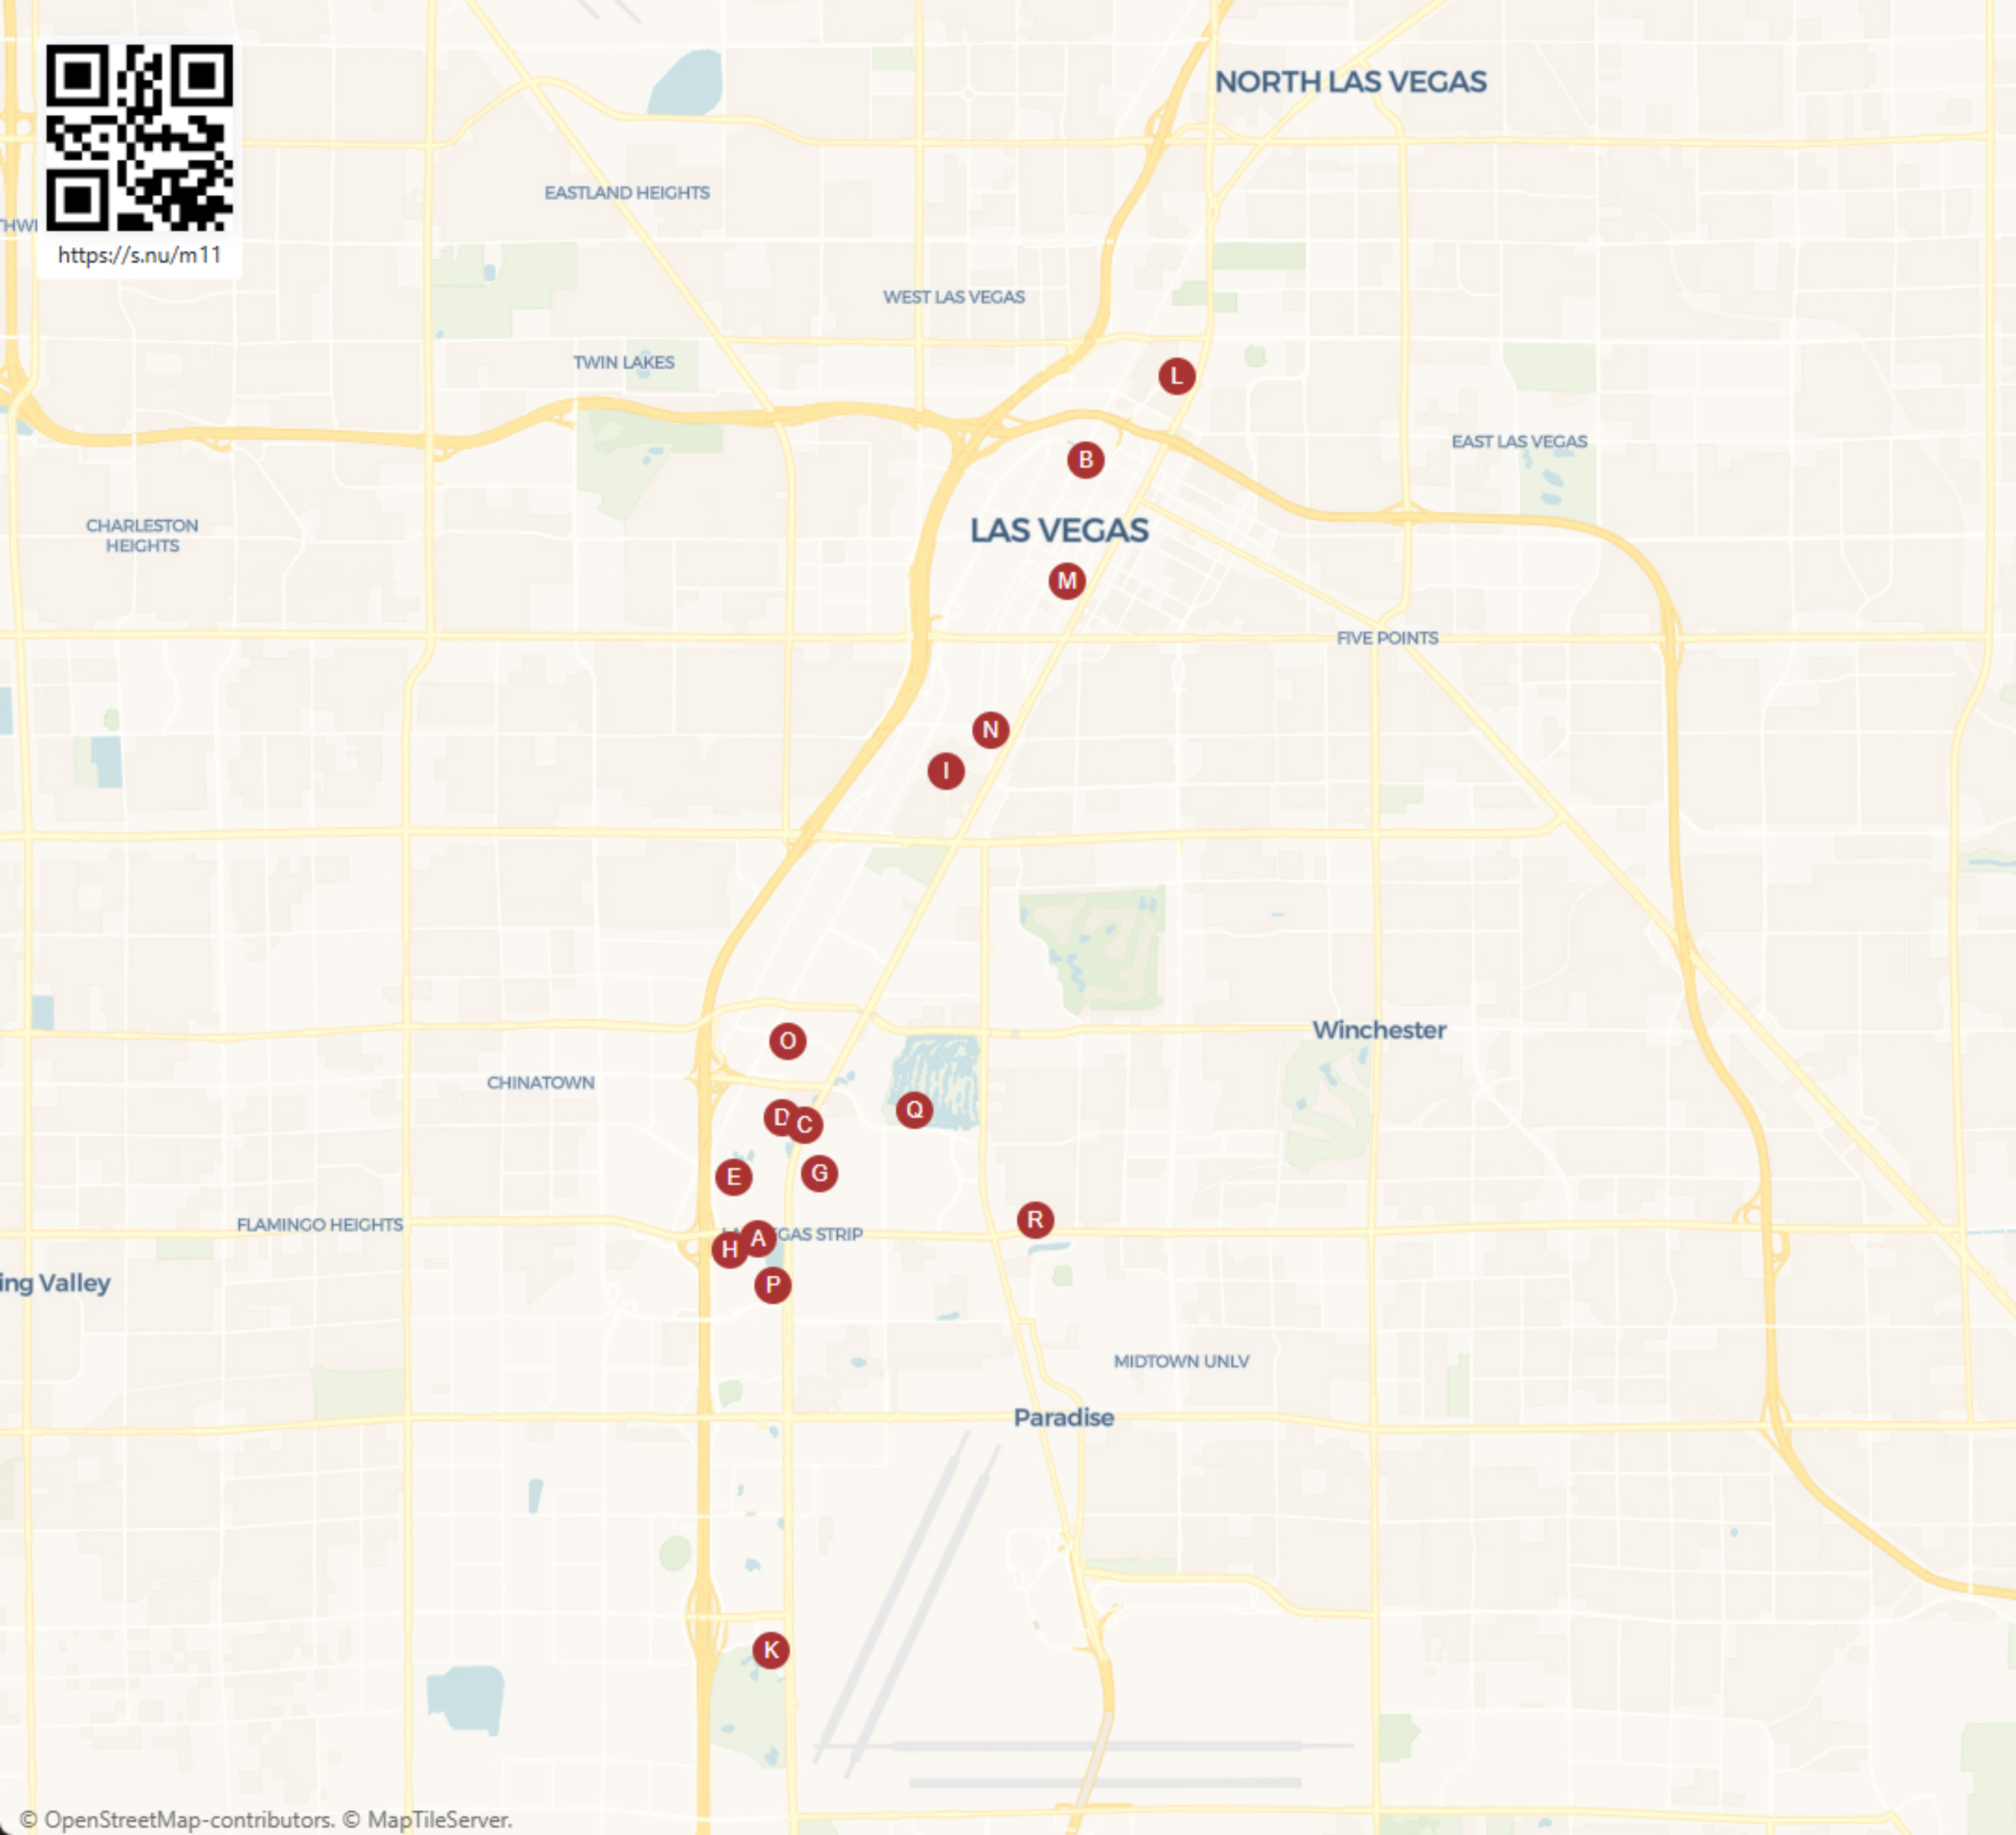 NORTH LAS VEGAS
EASTLAND HEIGHTS
THWI
https://s.nu/m11
WEST LAS VEGAS
TWIN LAKES
L
EAST LAS VEGAS
B
CHARLESTON
HEIGHTS
LAS VEGAS
M
FIVE POINTS
N
I
Winchester
O
CHINATOWN
Q
D
C
G
E
R
FLAMINGO HEIGHTS
GAS STRIP
A
H
ing Valley
P
MIDTOWN UNLV
Paradise
K
© OpenStreetMap-contributors. © MapTileServer.